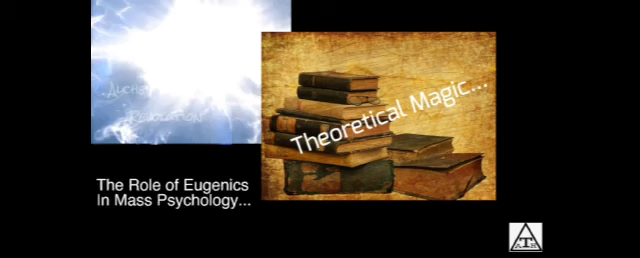 Theoretical Magic...
The Role of Eugenics
In Mass Psychology...